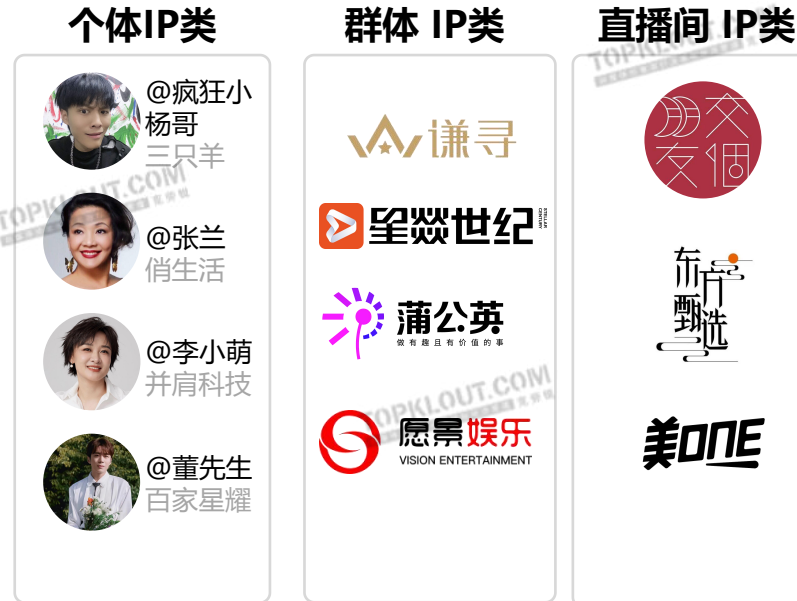 个体IP类
@疯狂小
杨哥
三只羊
@张兰
俏生活
@李小萌
并肩科技
@董先生
百家星耀
群体 IP类
谦寻
星燚世纪
STELLAR
CENTURY
蒲公英
做有趣且有价值的事
愿景娱乐
VISION ENTERTAINMENT
直播间 IP类
交個
朋友
东方
甄选
美ONE
TOPKLOUT.COM
TOPKLOUT.COM
TOPKLOUT.COM